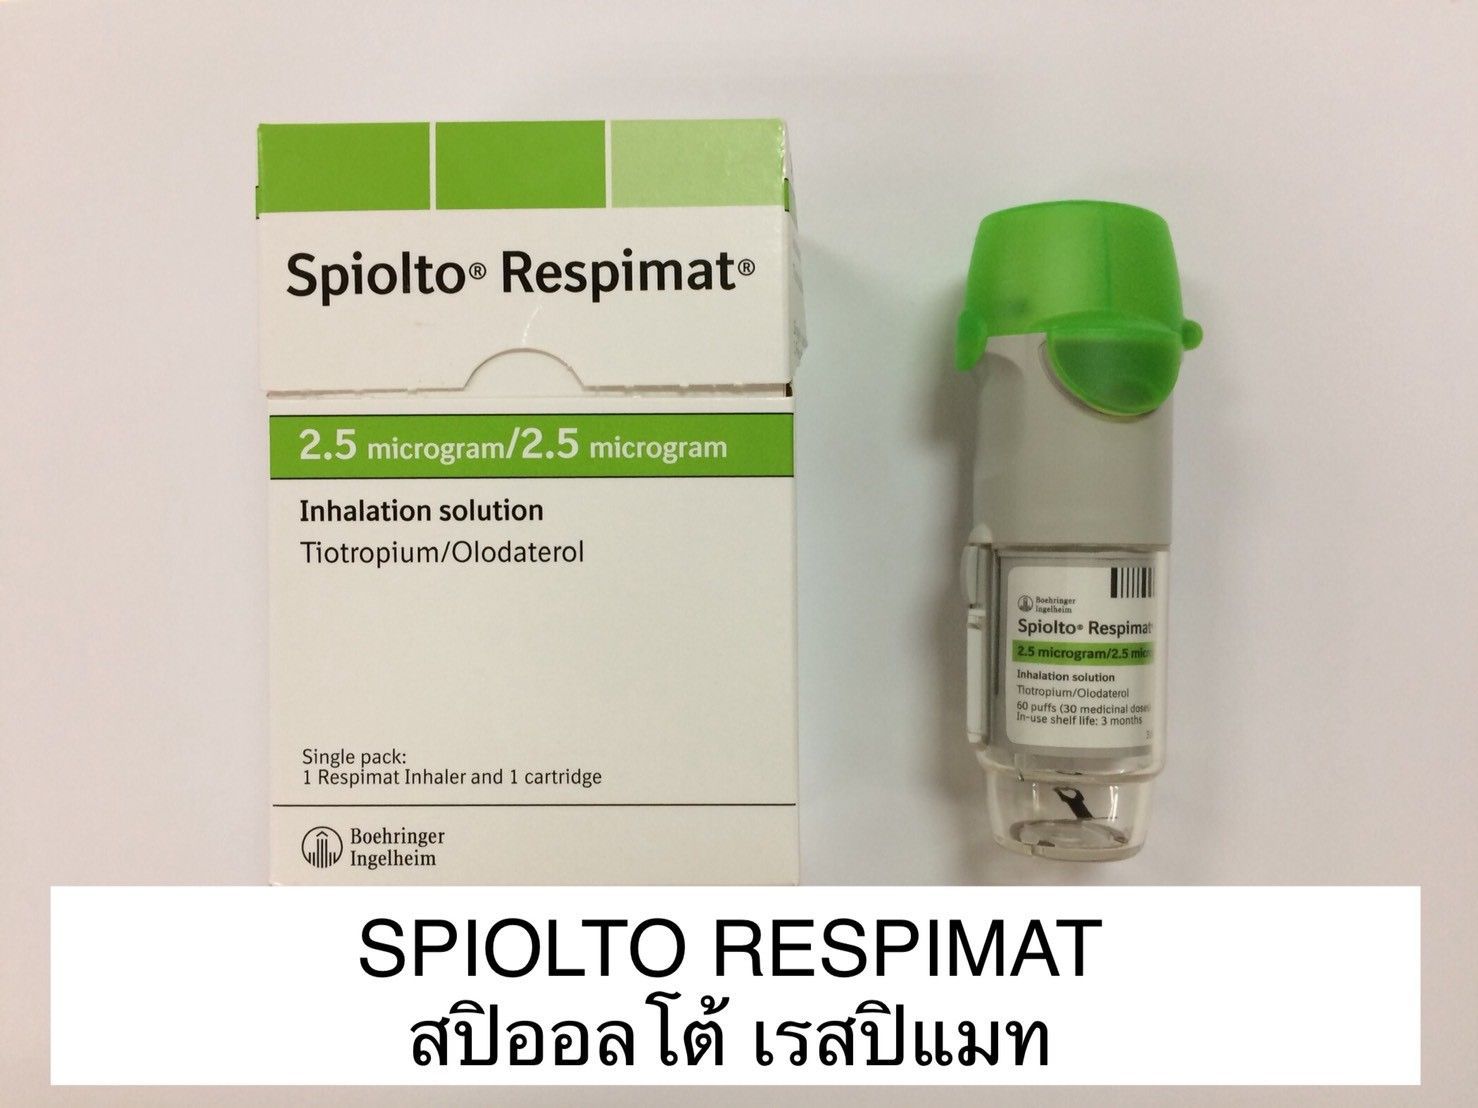 Spiolto® Respimat®
2.5 microgram/2.5 microgram
Inhalation solution
Tiotropium/Olodaterol
Single pack:
1 Respimat Inhaler and 1 cartridge
Boehringer
Ingelheim
Boehringer
Ingelheim
Spiolto® Respimat
2.5 microgram/2.5
Inhalation solution
Tiotropium/Olodaterol
60 puffs (30 medicinal doses
In-use shelf life: 3 months
SPIOLTO RESPIMAT
สปิออลโต้ เรสปิแมท